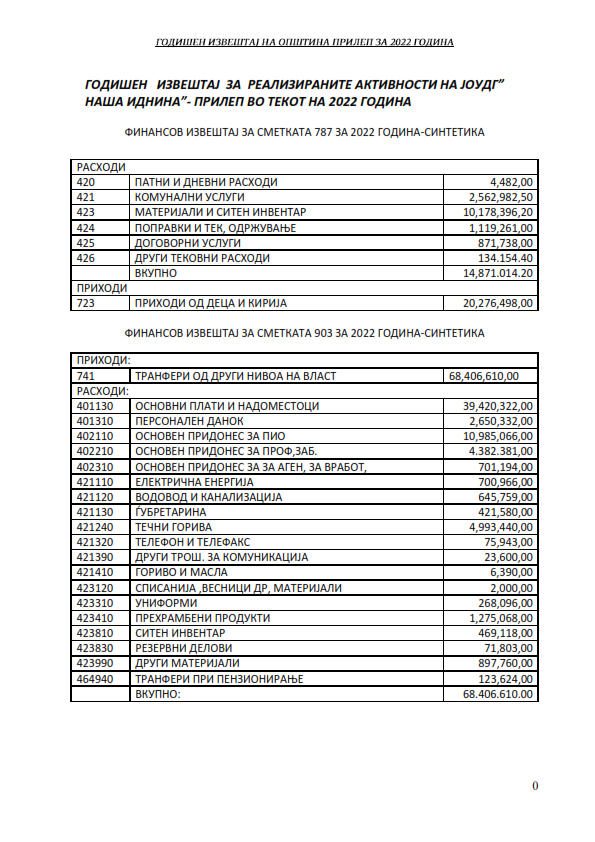 ГОДИШЕН ИЗВЕШТАЈ НА ОПШТИНА ПРИЛЕП ЗА 2022 ГОДИНА
ГОДИШЕН ИЗВЕШТАЈ ЗА РЕАЛИЗИРАНИТЕ АКТИВНОСТИ НА ЈОУДГ”
НАША ИДНИНА”- ПРИЛЕП ВО ТЕКОТ НА 2022 ГОДИНА
ФИНАНСОВ ИЗВЕШТАЈ ЗА СМЕТКАТА 787 ЗА 2022 ГОДИНА-СИНТЕТИКА
РАСХОДИ
420 ПАТНИ И ДНЕВНИ РАСХОДИ 4,482,00
421 КОМУНАЛНИ УСЛУГИ 2,562,982,50
423 МАТЕРИЈАЛИ И СИТЕН ИНВЕНТАР 10,178,396,20
424 ПОПРАВКИ И ТЕК, ОДРЖУВАЊЕ 1,119,261,00
425 ДОГОВОРНИ УСЛУГИ 871,738,00
426 ДРУГИ ТЕКОВНИ РАСХОДИ 134.154.40
ВКУПНО 14,871.014.20
ПРИХОДИ
723 ПРИХОДИ ОД ДЕЦА И КИРИЈА 20,276,498,00
ФИНАНСОВ ИЗВЕШТАЈ ЗА СМЕТКАТА 903 ЗА 2022 ГОДИНА-СИНТЕТИКА
ПРИХОДИ:
741 ТРАНФЕРИ ОД ДРУГИ НИВОА НА ВЛАСТ 68,406,610,00
РАСХОДИ:
401130 ОСНОВНИ ПЛАТИ И НАДОМЕСТОЦИ 39,420,322,00
401310 ПЕРСОНАЛЕН ДАНОК 2,650,332,00
402110 ОСНОВЕН ПРИДОНЕС ЗА ПИО 10,985,066,00
402210 ОСНОВЕН ПРИДОНЕС ЗА ПРОФ,ЗАБ. 4.382.381,00
402310 ОСНОВЕН ПРИДОНЕС ЗА ЗА АГЕН, ЗА ВРАБОТ, 701,194,00
421110 ЕЛЕКТРИЧНА ЕНЕРГИЈА 700,966,00
421120 ВОДОВОД И КАНАЛИЗАЦИЈА 645,759,00
421130 ЃУБРЕТАРИНА 421,580,00
421240 ТЕЧНИ ГОРИВА 4,993,440,00
421320 ТЕЛЕФОН И ТЕЛЕФАКС 75,943,00
421390 ДРУГИ ТРОШ. ЗА КОМУНИКАЦИЈА 23,600,00
421410 ГОРИВО И МАСЛА 6,390,00
423120 СПИСАНИЈА ,ВЕСНИЦИ ДР, МАТЕРИЈАЛИ 2,000,00
423310 УНИФОРМИ 268,096,00
423410 ПРЕХРАМБЕНИ ПРОДУКТИ 1,275,068,00
423810 СИТЕН ИНВЕНТАР 469,118,00
423830 РЕЗЕРВНИ ДЕЛОВИ 71,803,00
423990 ДРУГИ МАТЕРИЈАЛИ 897,760,00
464940 ТРАНФЕРИ ПРИ ПЕНЗИОНИРАЊЕ 123,624,00
ВКУПНО: 68.406.610.00
0